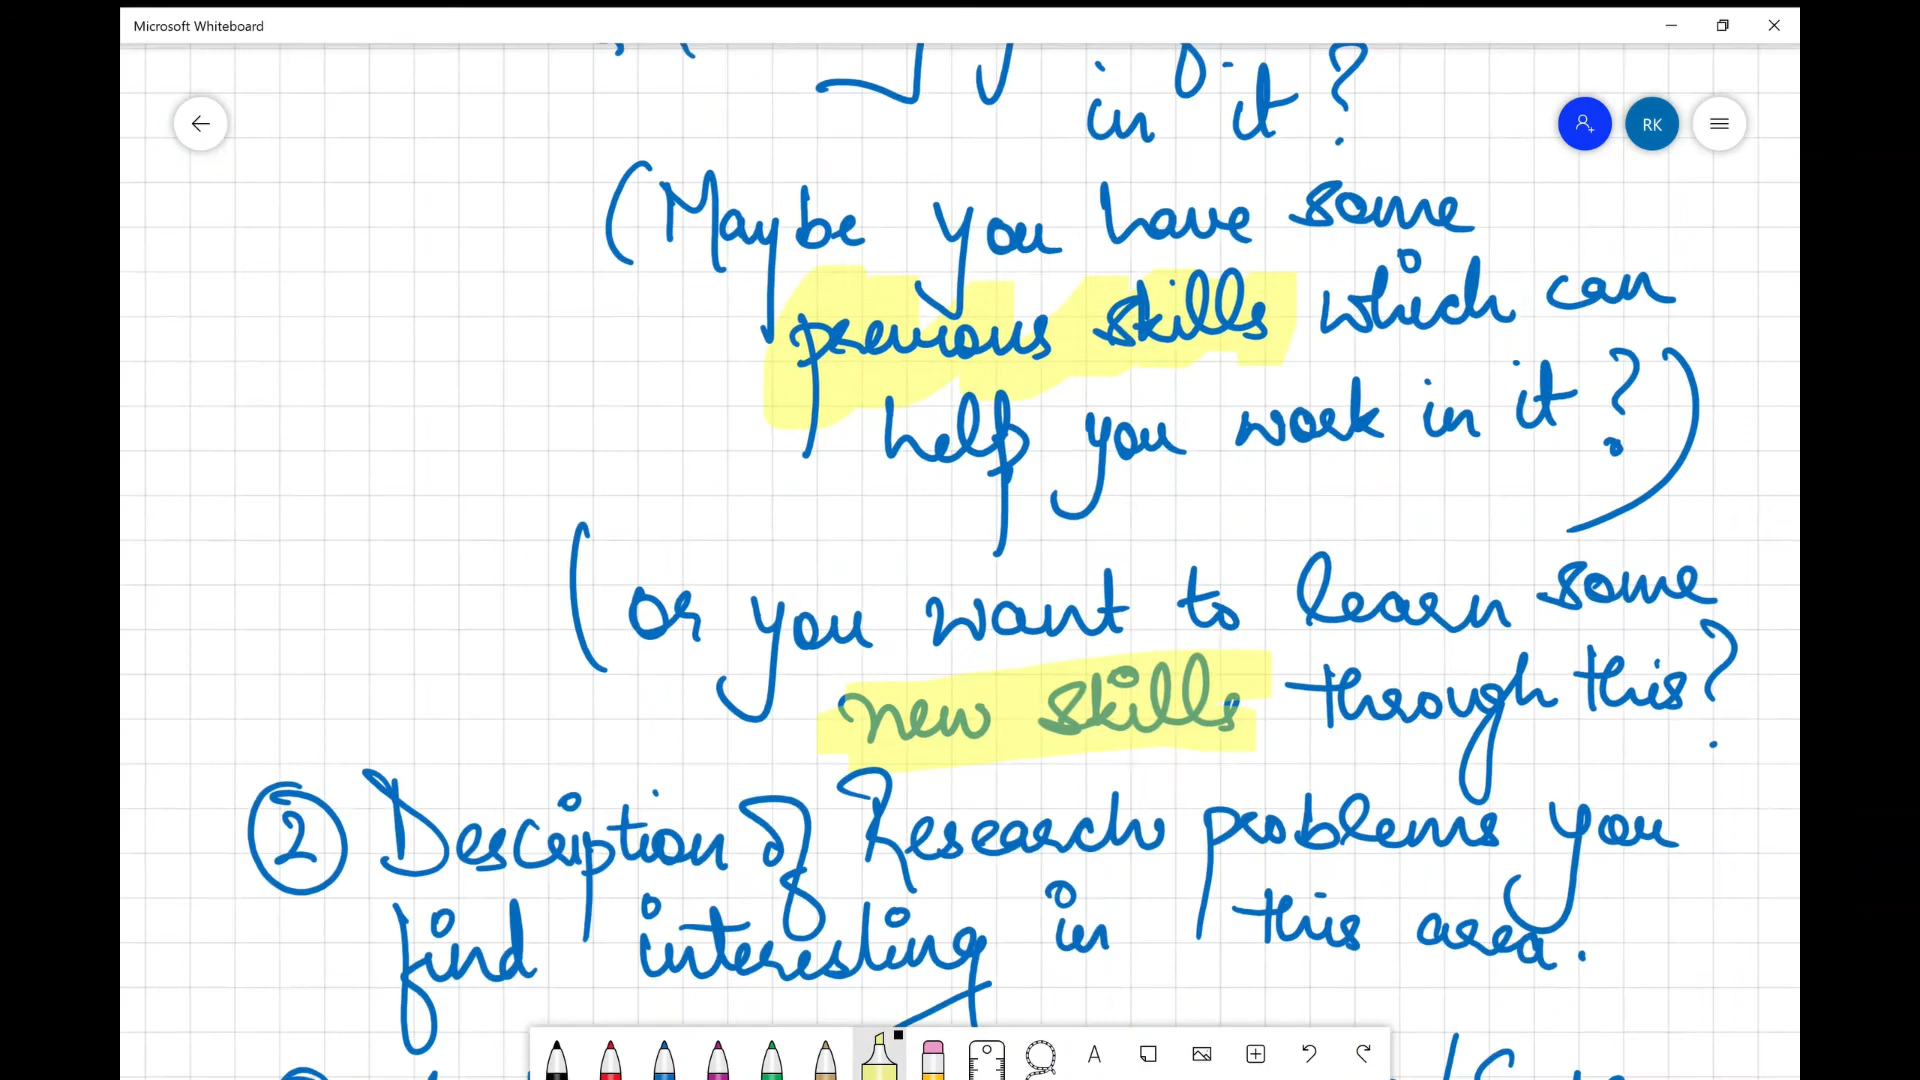 Microsoft Whiteboard
in it?
RK
(Maybe you have some
previous skills which can
help you work in it?)
(or you want to learn some
new skills through this?
2 Description of Research problems you
find interesting in this area.